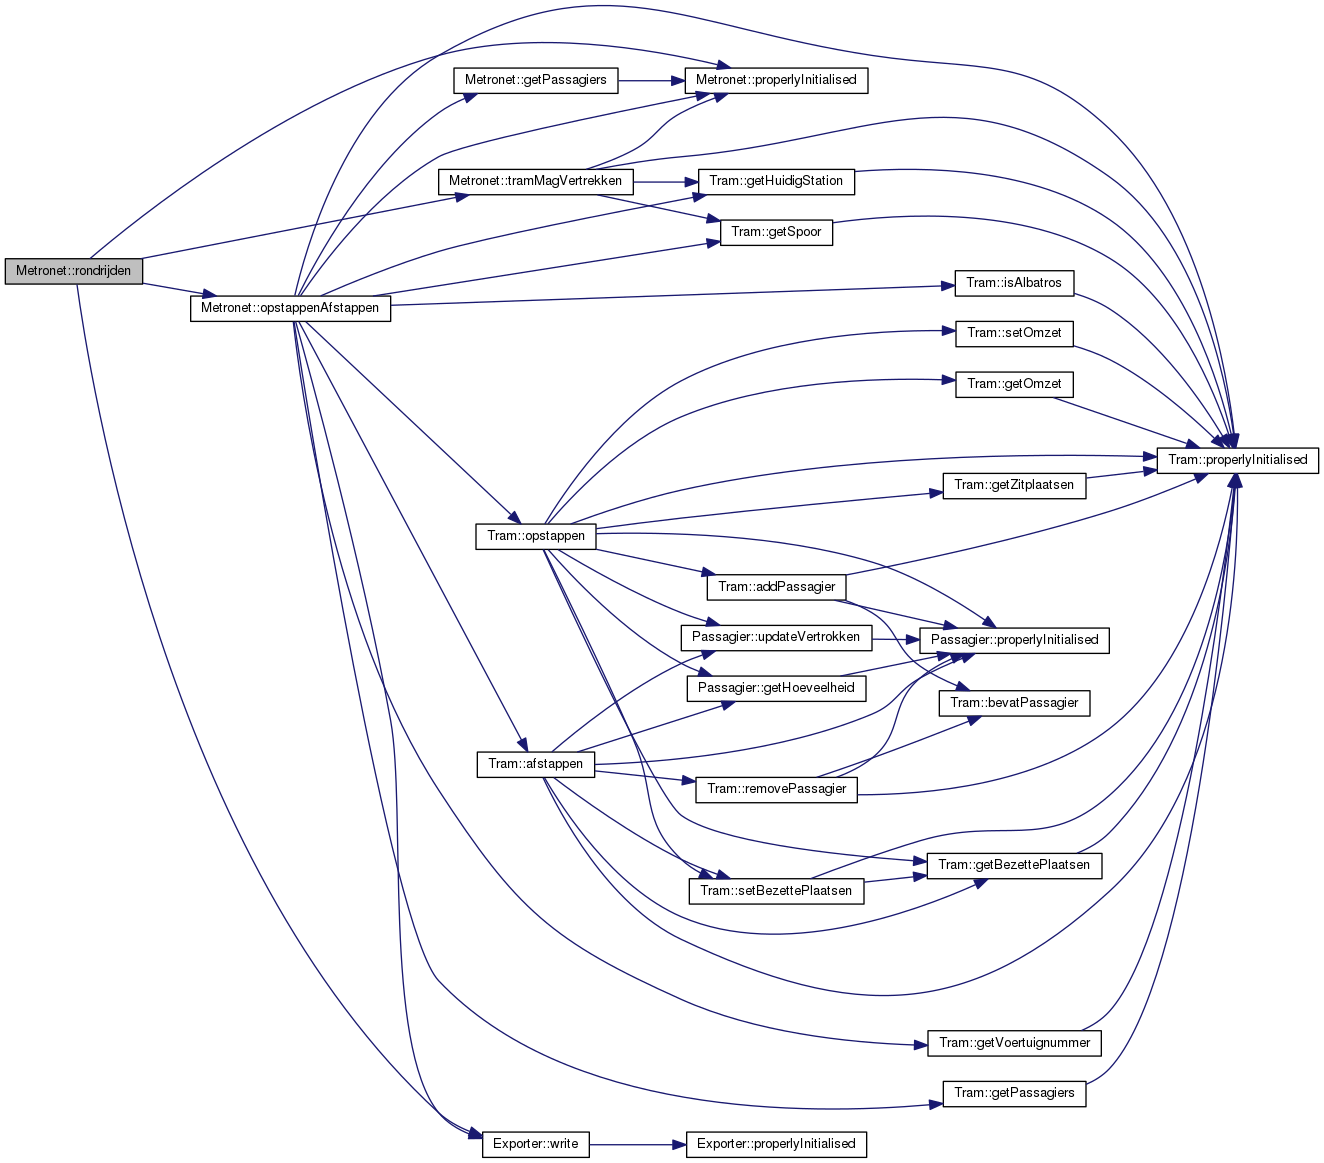 Metronet::getPassagiers
Metronet::properlyInitialised
Metronet::tramMagVertrekken
Tram::getHuidigStation
Tram::getSpoor
Metronet::rondrijden
Tram::isAlbatros
Metronet::opstappenAfstappen
Tram::setOmzet
Tram::getOmzet
Tram::properlyInitialised
Tram::getZitplaatsen
Tram::opstappen
Tram::addPassagier
Passagier::updateVertrokken
Passagier::properlyInitialised
Passagier::getHoeveelheid
Tram::bevatPassagier
Tram::afstappen
Tram::removePassagier
Tram::getBezettePlaatsen
Tram::setBezettePlaatsen
Tram::getVoertuignummer
Tram::getPassagiers
Exporter::write
Exporter::properlyInitialised